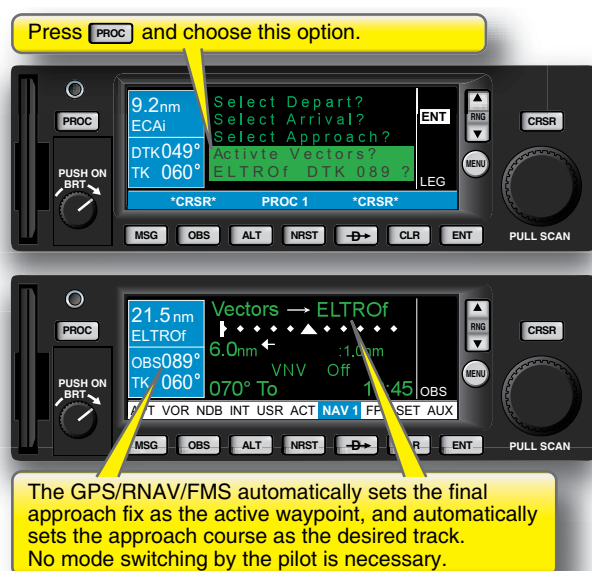 Press PROC and choose this option.
PROC
PUSH ON
BRT
9.2nm
ECAi
DTK049°
TK 060°
Select Depart?
Select Arrival?
Select Approach?
Activte Vectors?
ELTROf DTK 089 ?
ENT
LEG
*CRSR* PROC 1 *CRSR*
MSG OBS ALT NRST D CLR ENT
RNG
MENU
CRSR
PULL SCAN
PROC
PUSH ON
BRT
21.5nm
ELTROf
OBS089°
TK 060°
Vectors → ELTROf
6.0nm :1.0nm
VNV Off
070° To
:45
OBS
VOR NDB INT USR ACT NAV 1 SET AUX
MSG OBS ALT NRST D ENT
RNG
MENU
CRSR
PULL SCAN
The GPS/RNAV/FMS automatically sets the final
approach fix as the active waypoint, and automatically
sets the approach course as the desired track.
No mode switching by the pilot is necessary.